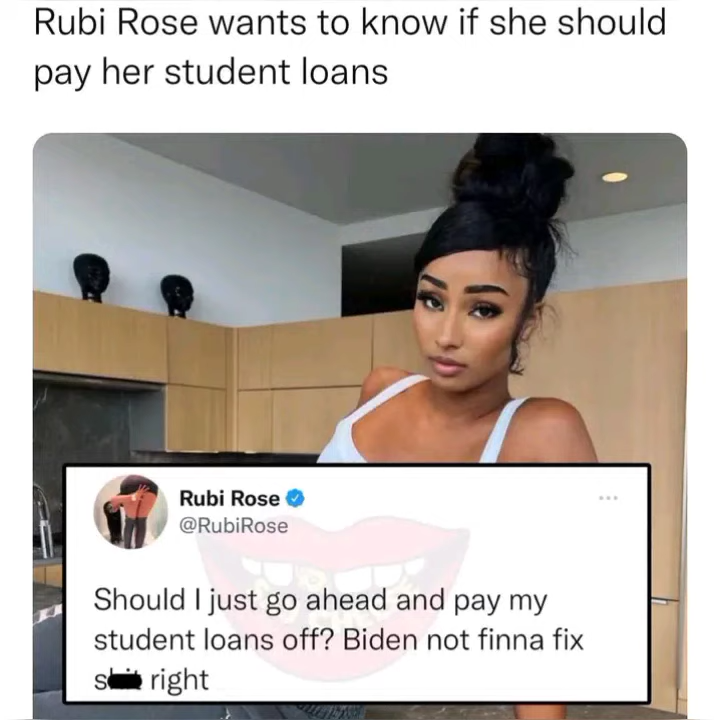 Rubi Rose wants to know if she should
pay her student loans
Rubi Rose
@RubiRose
Should I just go ahead and pay my
student loans off? Biden not finna fix
right